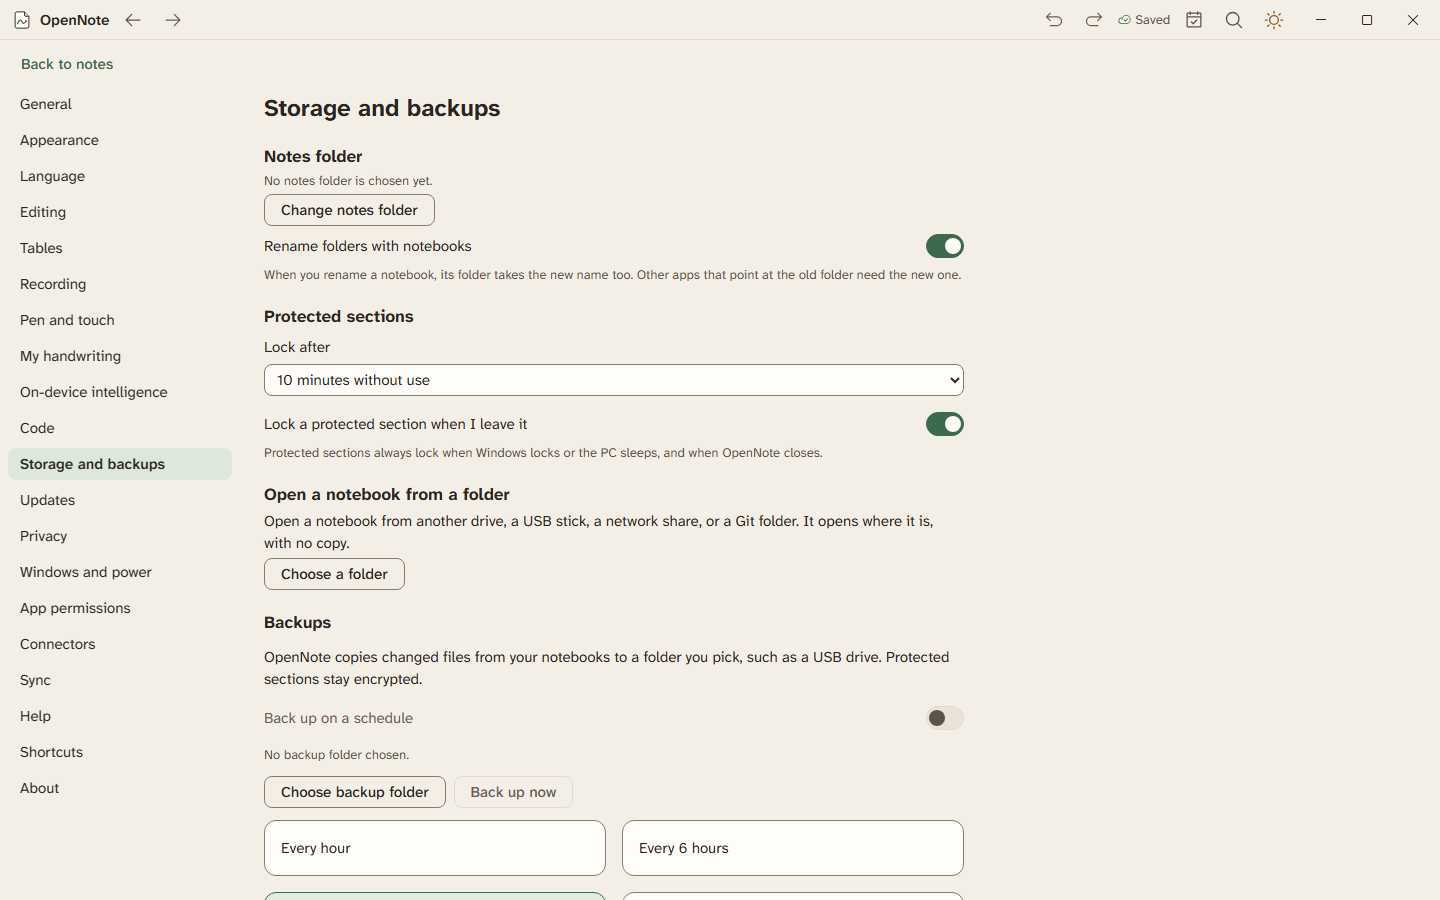 OpenNote
Saved
Back to notes
General
Appearance
Language
Editing
Tables
Recording
Pen and touch
My handwriting
On-device intelligence
Code
Storage and backups
Updates
Privacy
Windows and power
App permissions
Connectors
Sync
Help
Shortcuts
About
Storage and backups
Notes folder
No notes folder is chosen yet.
Change notes folder
Rename folders with notebooks
When you rename a notebook, its folder takes the new name too. Other apps that point at the old folder need the new one.
Protected sections
Lock after
10 minutes without use
Lock a protected section when I leave it
Protected sections always lock when Windows locks or the PC sleeps, and when OpenNote closes.
Open a notebook from a folder
Open a notebook from another drive, a USB stick, a network share, or a Git folder. It opens where it is,
with no copy.
Choose a folder
Backups
OpenNote copies changed files from your notebooks to a folder you pick, such as a USB drive. Protected
sections stay encrypted.
Back up on a schedule
No backup folder chosen.
Choose backup folder
Back up now
Every hour
Every 6 hours